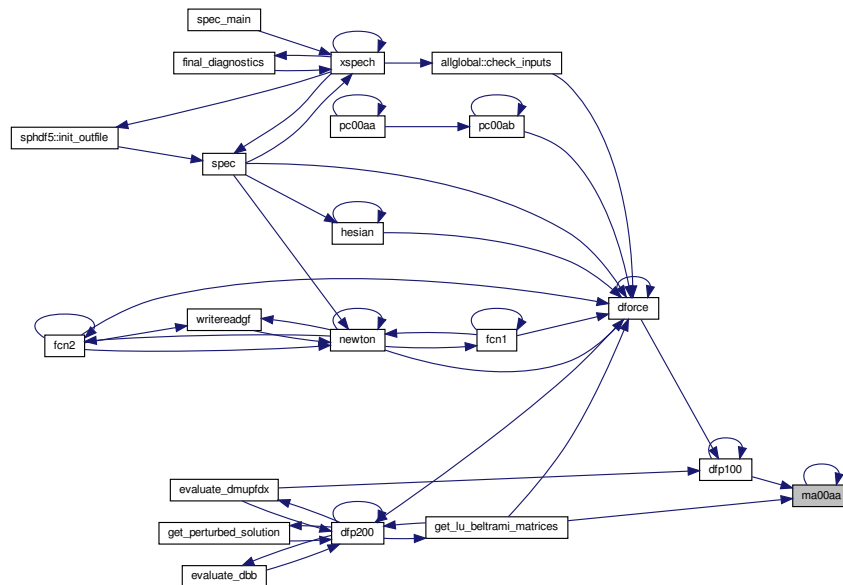 spec_main
final_diagnostics
xspech
allglobal::check_inputs
pc00aa
pc00ab
sphdf5::init_outfile
spec
hesian
dforce
writereadgf
fcn2
newton
fcn1
dfp100
evaluate_dmupfdx
ma00aa
get_perturbed_solution
dfp200
get_lu_beltrami_matrices
evaluate_dbb